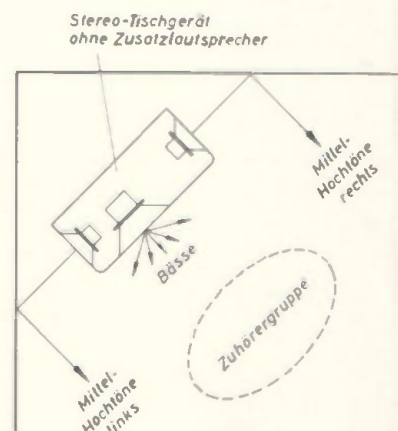 Stereo-Tischgerät
ohne Zusatzlautsprecher
Mittel-
Hochtöne
rechts
Bässe
Zuhörergruppe
Mittel-
Hochtöne
links